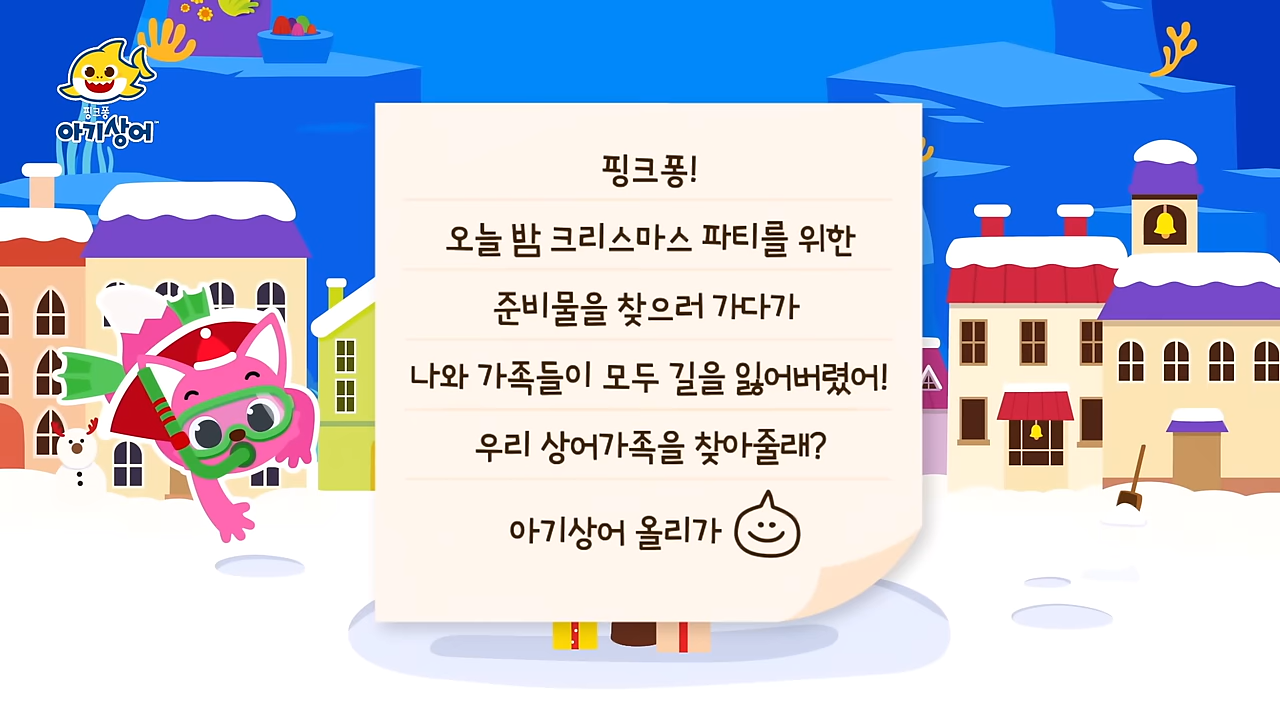 핑크퐁
아기상어™
핑크퐁!
오늘 밤 크리스마스 파티를 위한
준비물을 찾으러 가다가
나와 가족들이 모두 길을 잃어버렸어!
우리 상어가족을 찾아줄래?
아기상어 올리가